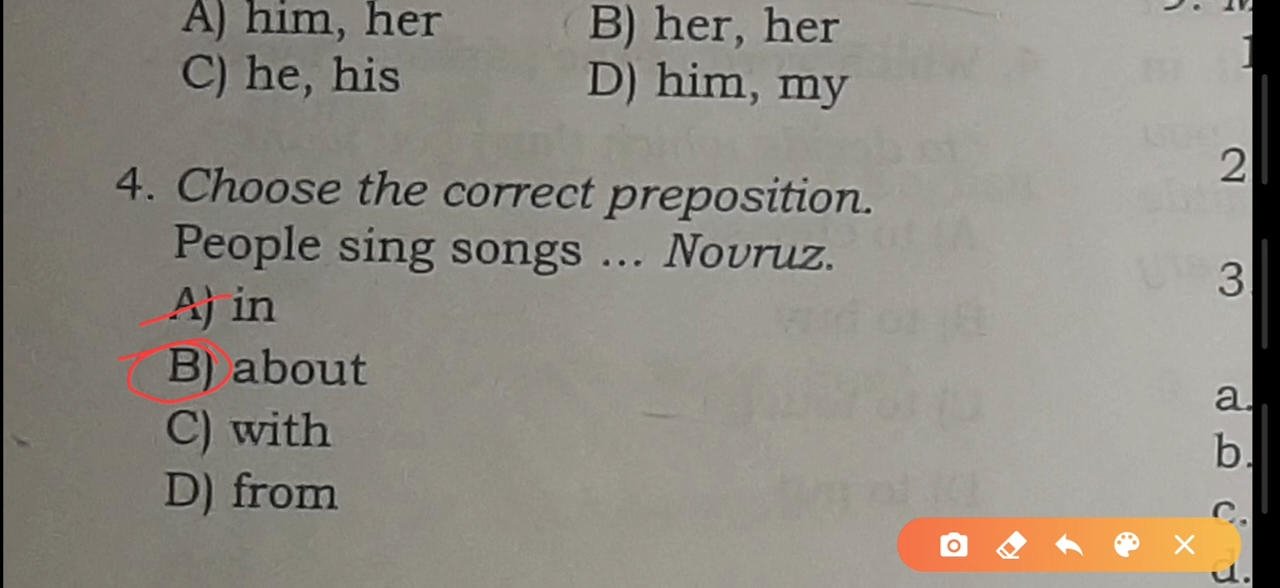 A) him, her B) her, her
C) he, his D) him, my
4. Choose the correct preposition.
People sing songs ... Novruz.
A) in
B) about
C) with
D) from
2
3
a.
b.
c.
d.